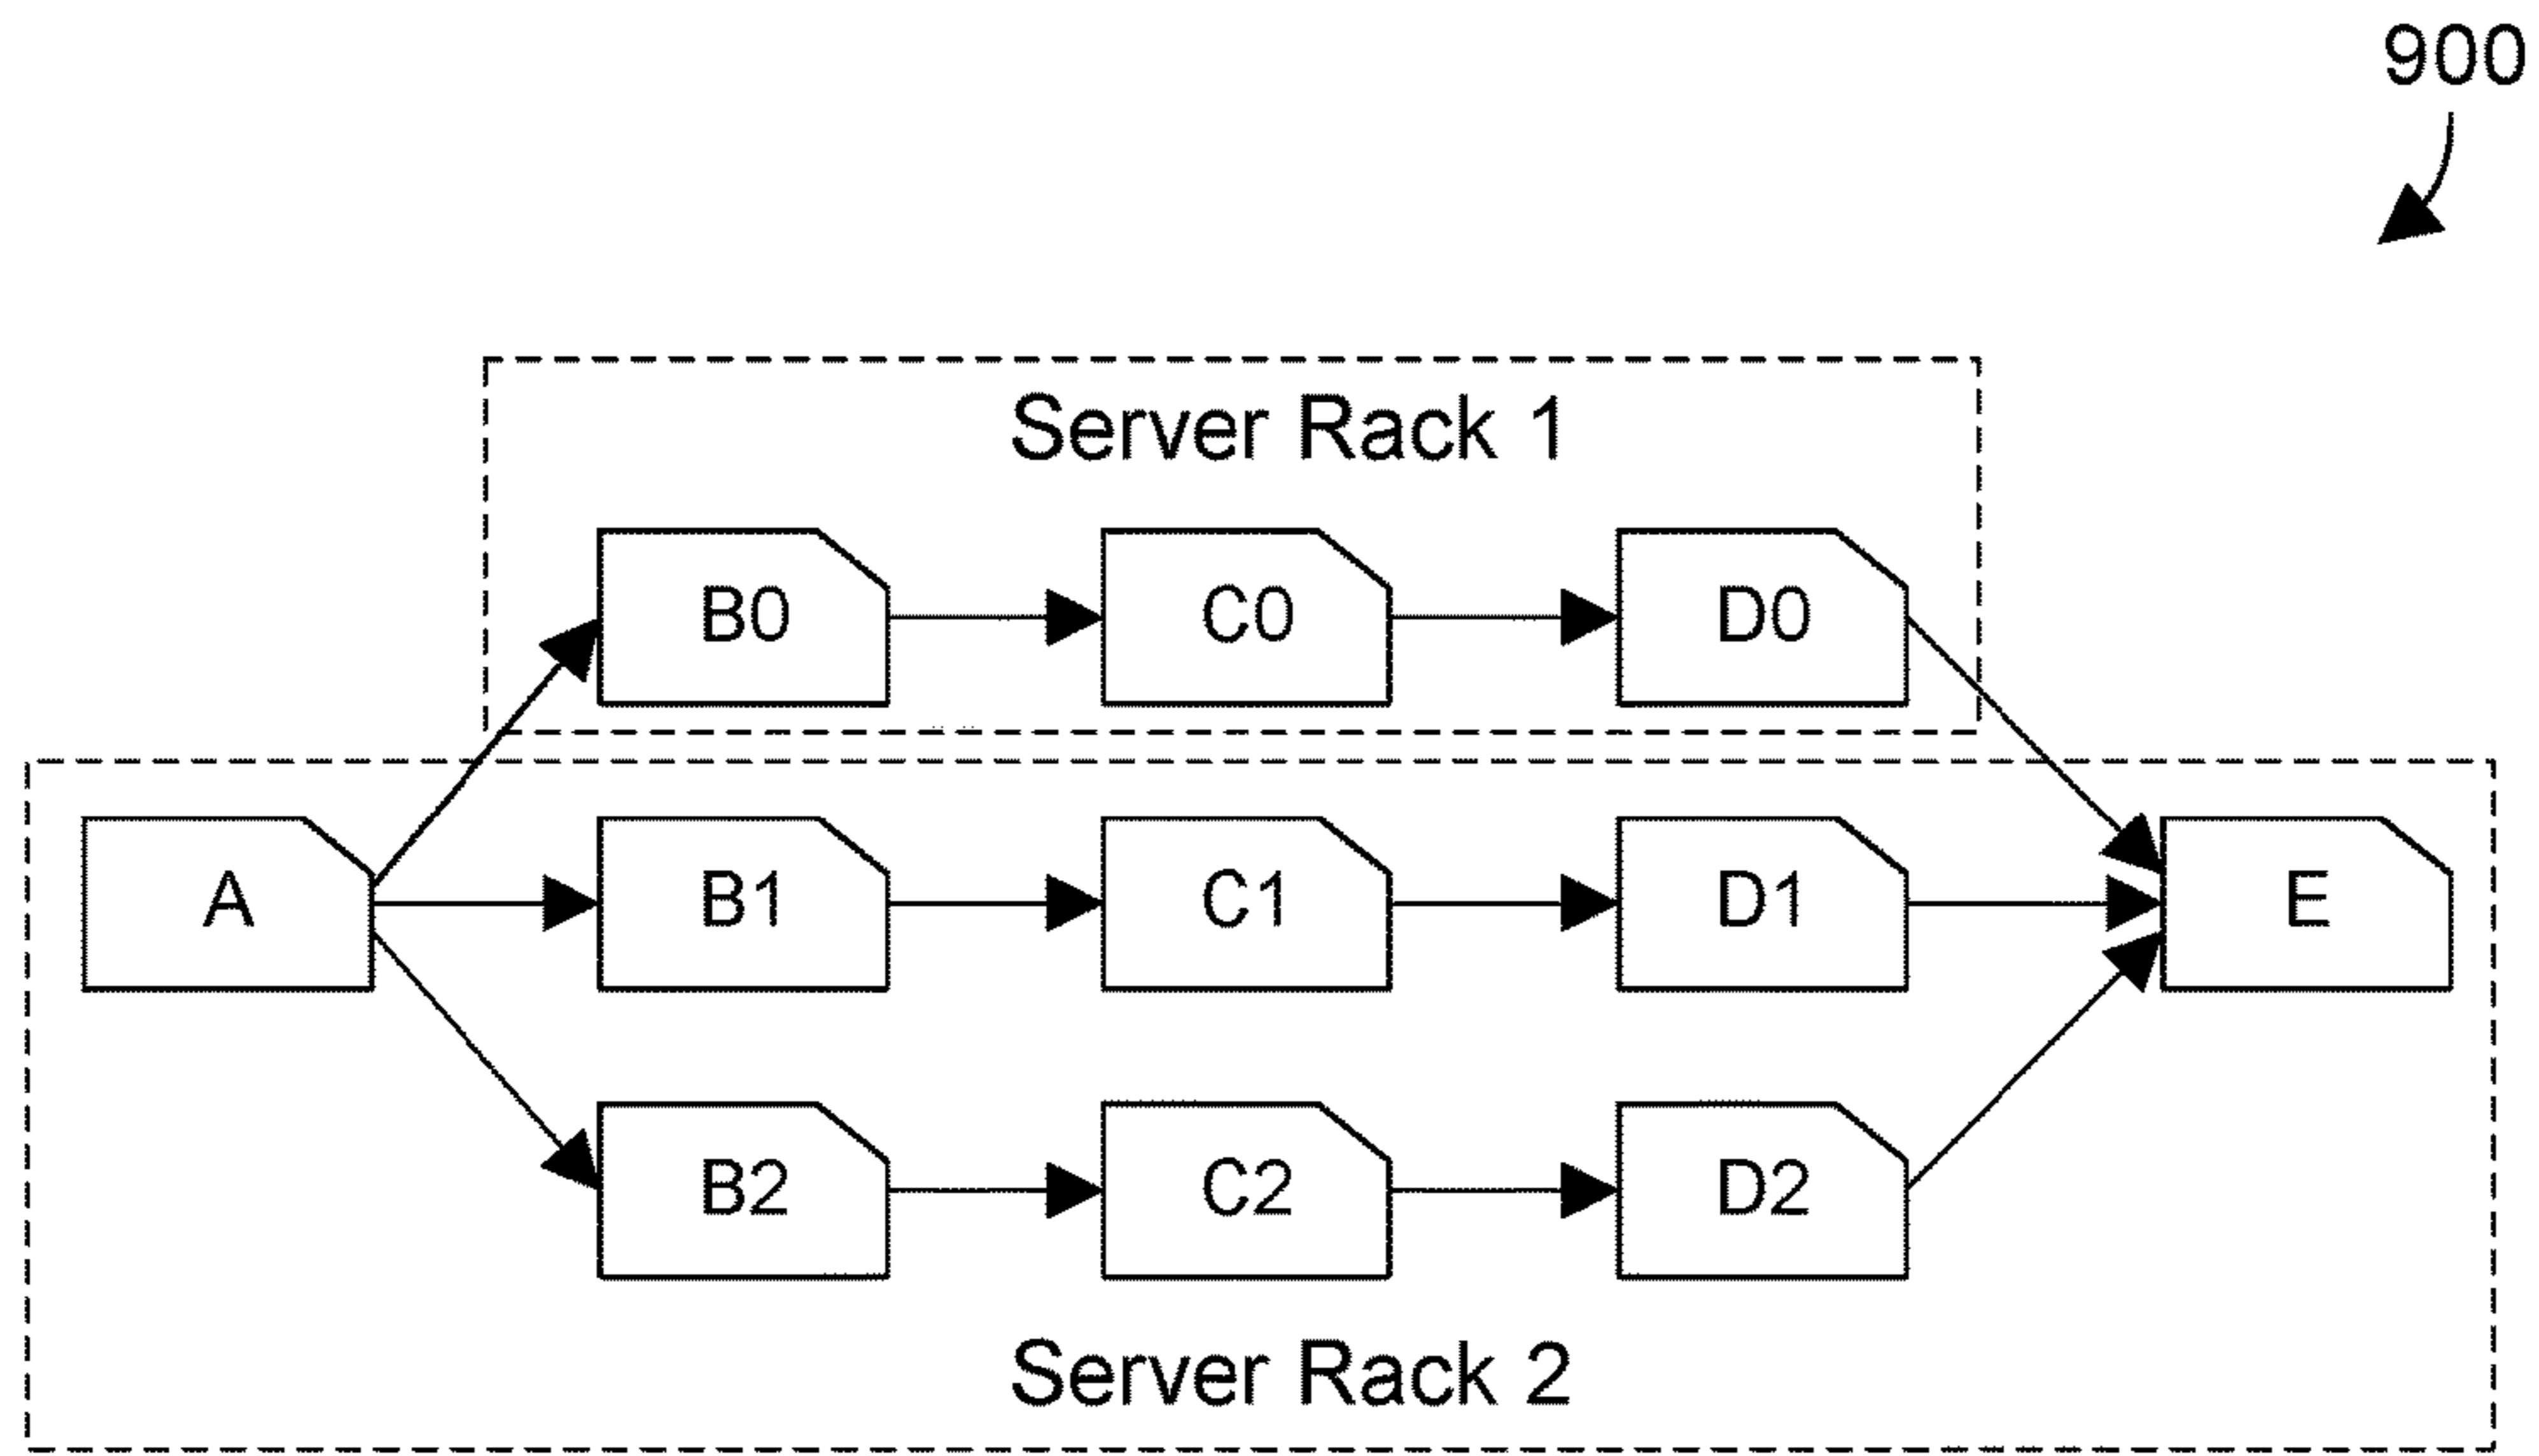 900
Server Rack 1
B0 C0 D0
A B1 C1 D1 E
B2 C2 D2
Server Rack 2